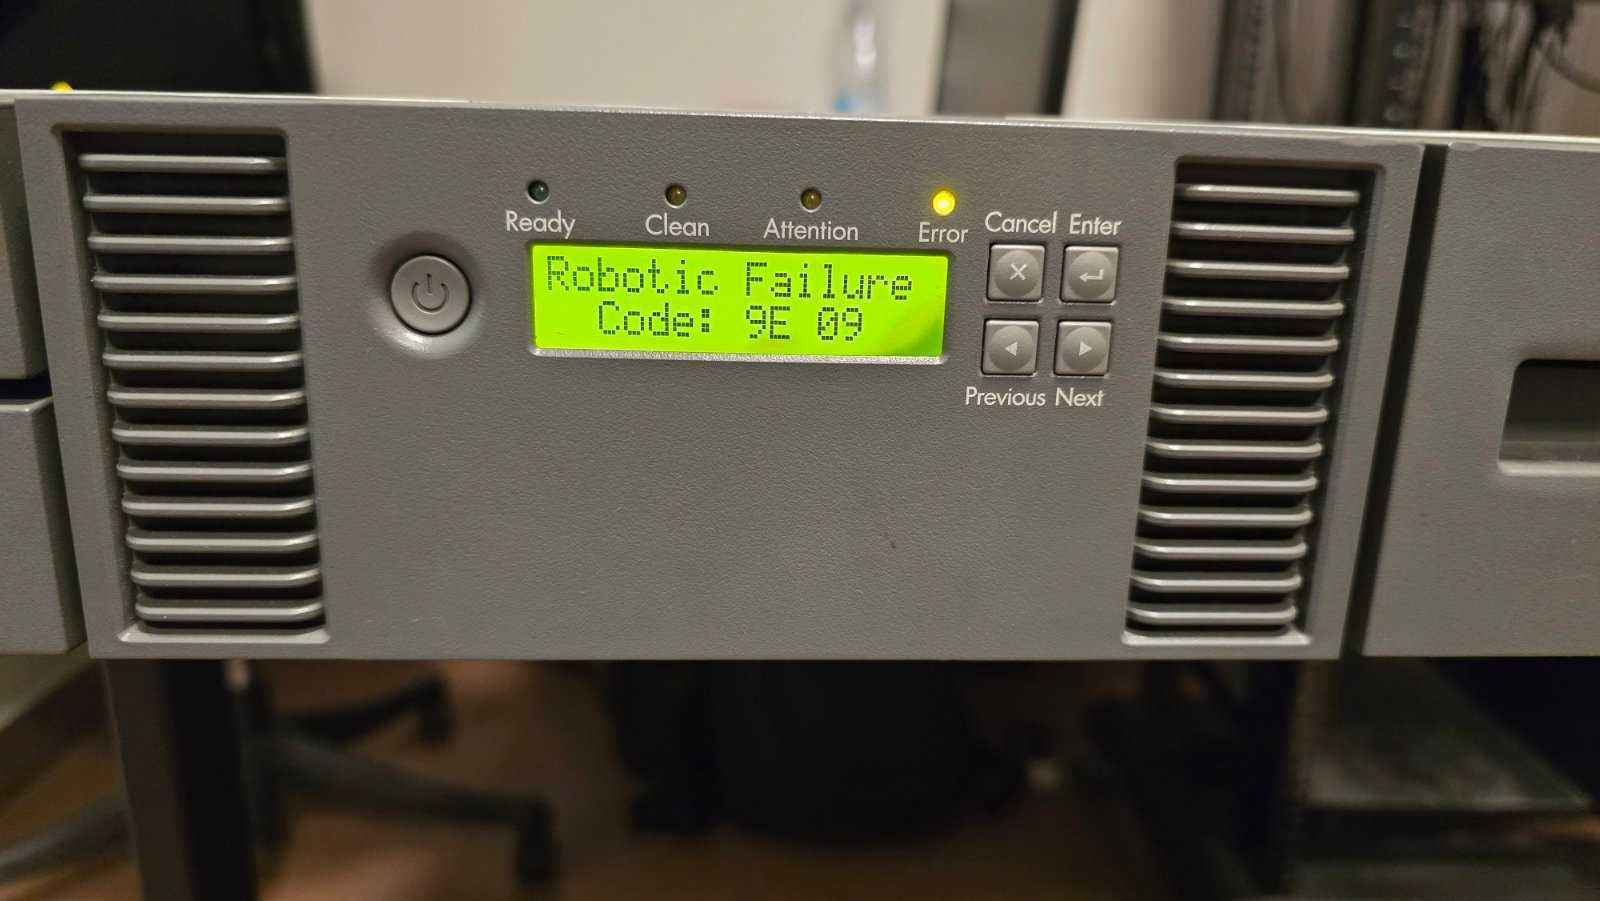 Ready Clean Attention Error Cancel Enter
Robotic Failure
Code: 9E 09
Previous Next